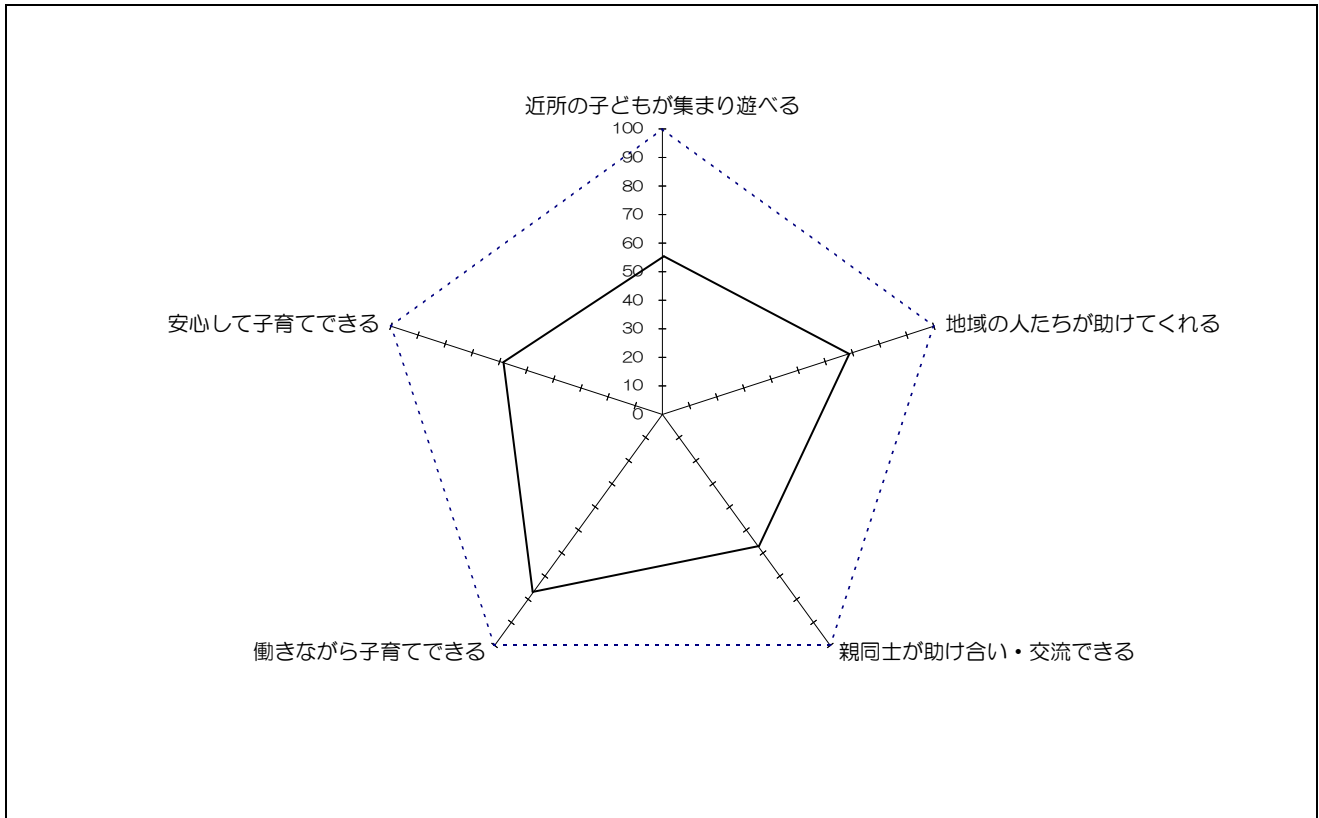 近所の子どもが集まり遊べる
100
90
80
70
60
50
40
30
20
10
0
安心して子育てできる
地域の人たちが助けてくれる
働きながら子育てできる
親同士が助け合い・交流できる